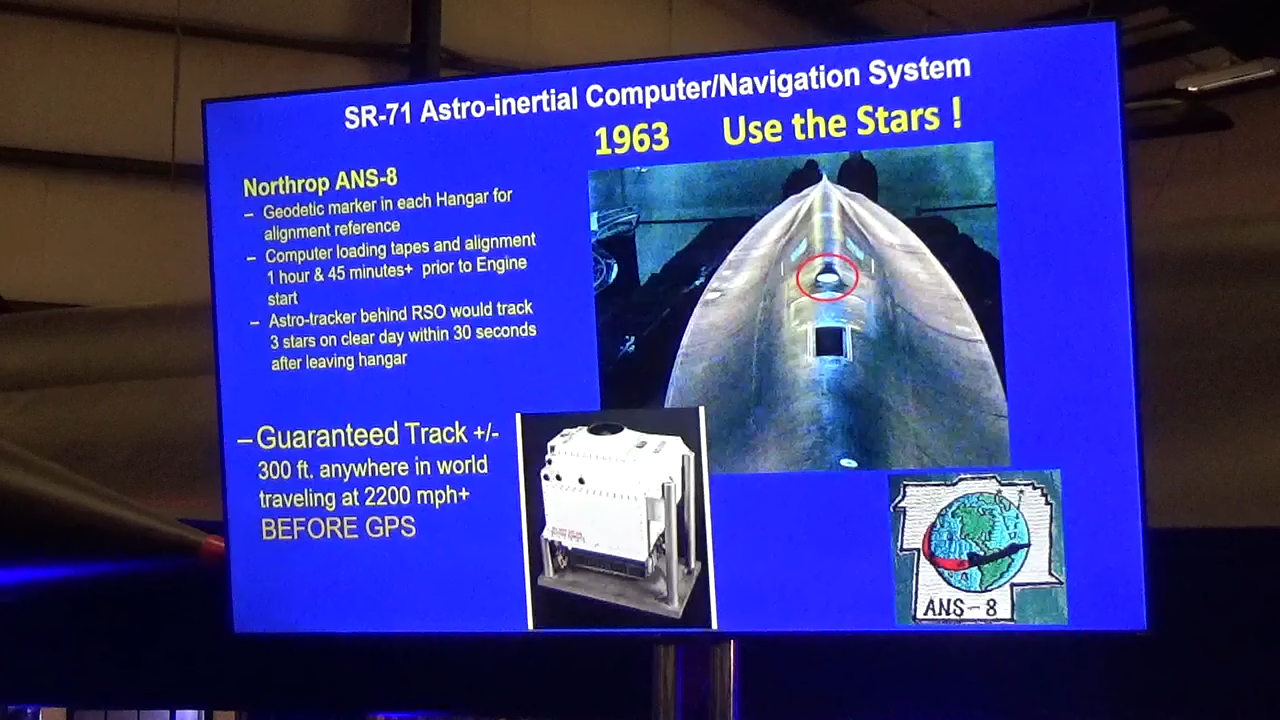 SR-71 Astro-inertial Computer/Navigation System
1963 Use the Stars !
Northrop ANS-8
– Geodetic marker in each Hangar for
alignment reference
– Computer loading tapes and alignment
1 hour & 45 minutes+ prior to Engine
start
– Astro-tracker behind RSO would track
3 stars on clear day within 30 seconds
after leaving hangar
– Guaranteed Track +/-
300 ft. anywhere in world
traveling at 2200 mph+
BEFORE GPS
ANS-8